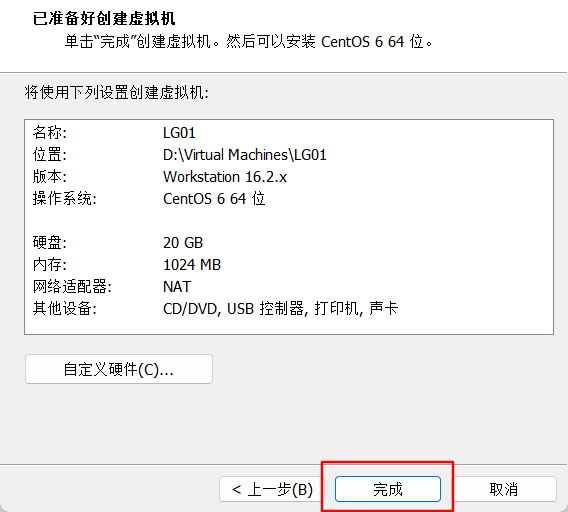 已准备好创建虚拟机
单击“完成”创建虚拟机。然后可以安装 CentOS 6 64 位。
将使用下列设置创建虚拟机:
名称: LG01
位置: D:\Virtual Machines\LG01
版本: Workstation 16.2.x
操作系统: CentOS 6 64 位
硬盘: 20 GB
内存: 1024 MB
网络适配器: NAT
其他设备: CD/DVD, USB 控制器, 打印机, 声卡
自定义硬件(C)...
< 上一步(B) 完成 取消